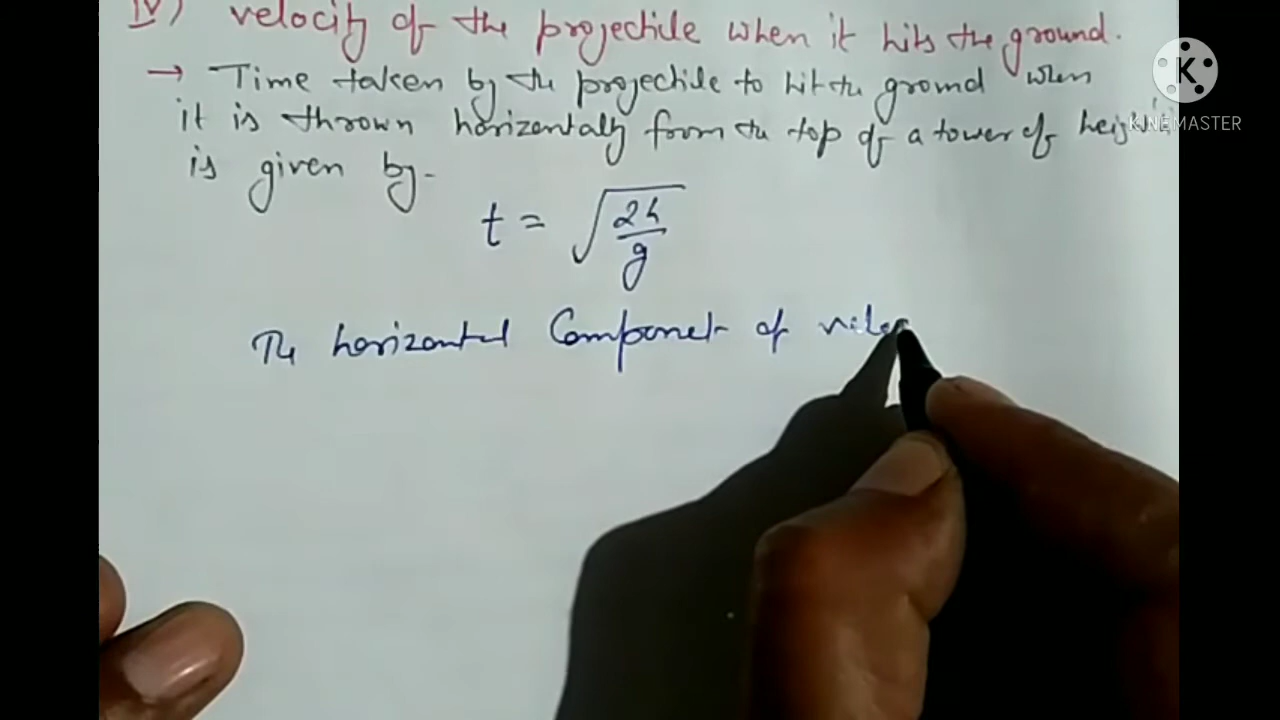 IV) velocity of the projectile when it hits the ground.
→ Time taken by the projectile to hit the ground when
it is thrown horizontally from the top of a tower of
is given by.
t = √(2h/g)
The horizontal Component of
K
KINEMASTER